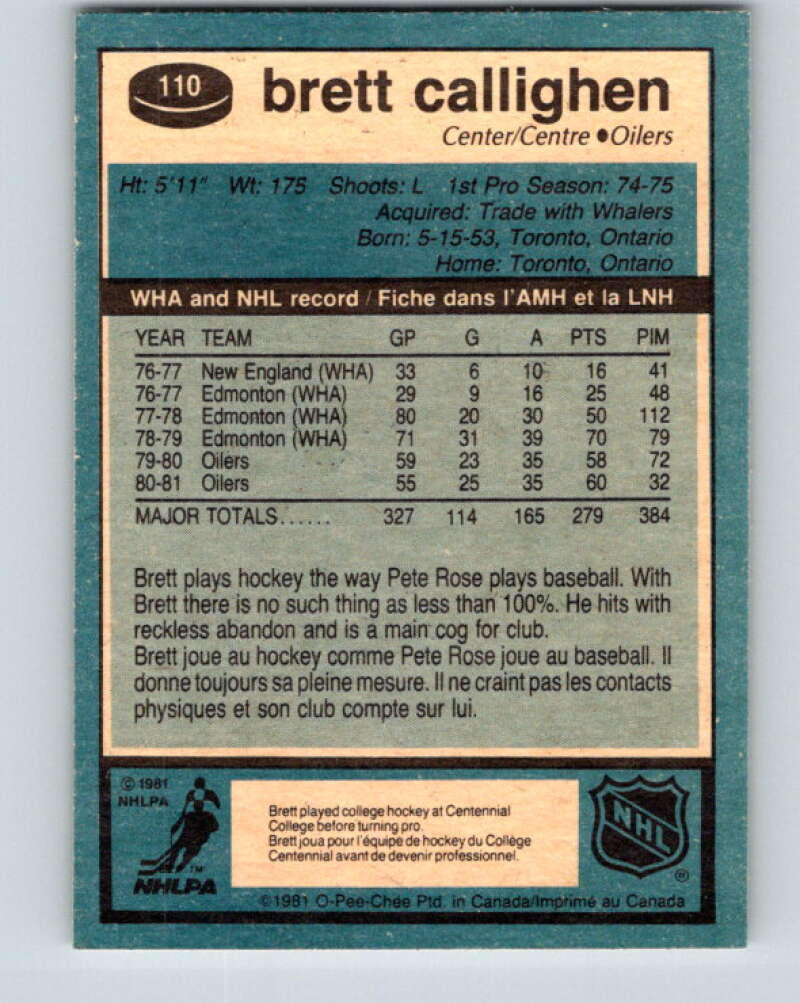 110 brett callighen
Center/Centre ●Oilers
Ht: 5'11" Wt: 175 Shoots: L 1st Pro Season: 74-75
Acquired: Trade with Whalers
Born: 5-15-53, Toronto, Ontario
Home: Toronto, Ontario
WHA and NHL record / Fiche dans l'AMH et la LNH
YEAR TEAM GP G A PTS PIM
76-77 New England (WHA) 33 6 10 16 41
76-77 Edmonton (WHA) 29 9 16 25 48
77-78 Edmonton (WHA) 80 20 30 50 112
78-79 Edmonton (WHA) 71 31 39 70 79
79-80 Oilers 59 23 35 58 72
80-81 Oilers 55 25 35 60 32
MAJOR TOTALS...... 327 114 165 279 384
Brett plays hockey the way Pete Rose plays baseball. With
Brett there is no such thing as less than 100%. He hits with
reckless abandon and is a main cog for club.
Brett joue au hockey comme Pete Rose joue au baseball. Il
donne toujours sa pleine mesure. Il ne craint pas les contacts
physiques et son club compte sur lui.
© 1981
NHLPA
TM
NHLPA
Brett played college hockey at Centennial
College before turning pro.
Brett joua pour l'équipe de hockey du Collège
Centennial avant de devenir professionnel.
NHL
®
©1981 O-Pee-Chee Ptd. in Canada/Imprimé au Canada